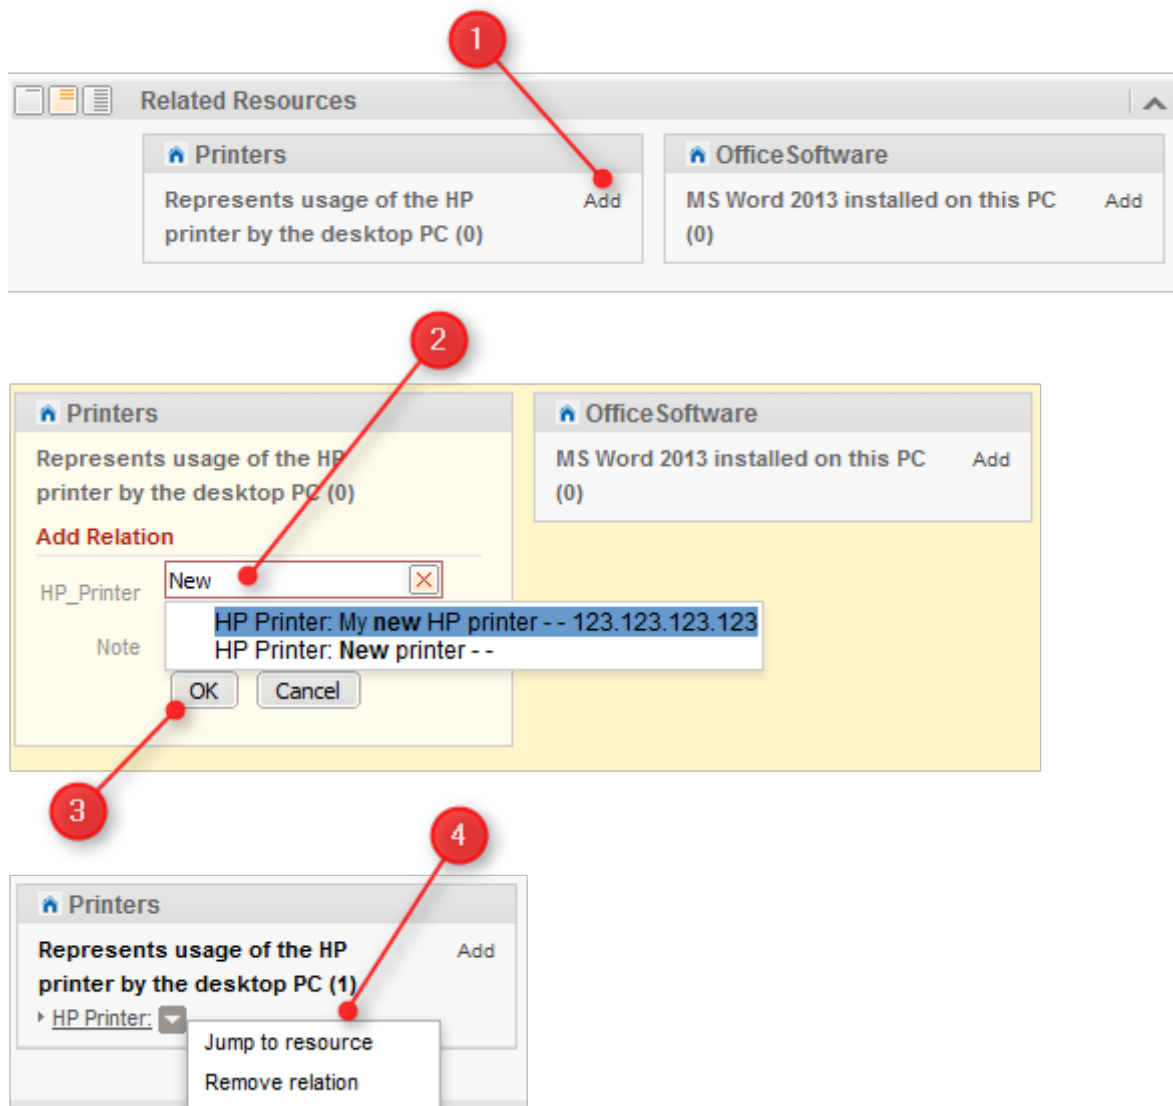 1
Related Resources
Printers
OfficeSoftware
Represents usage of the HP
printer by the desktop PC (0)
Add
MS Word 2013 installed on this PC
(0)
Add
2
Printers
OfficeSoftware
Represents usage of the HP
printer by the desktop PC (0)
MS Word 2013 installed on this PC
(0)
Add
Add Relation
HP_Printer
New
HP Printer: My new HP printer - - 123.123.123.123
HP Printer: New printer - -
Note
OK
Cancel
3
4
Printers
Represents usage of the HP
printer by the desktop PC (1)
Add
HP Printer:
Jump to resource
Remove relation